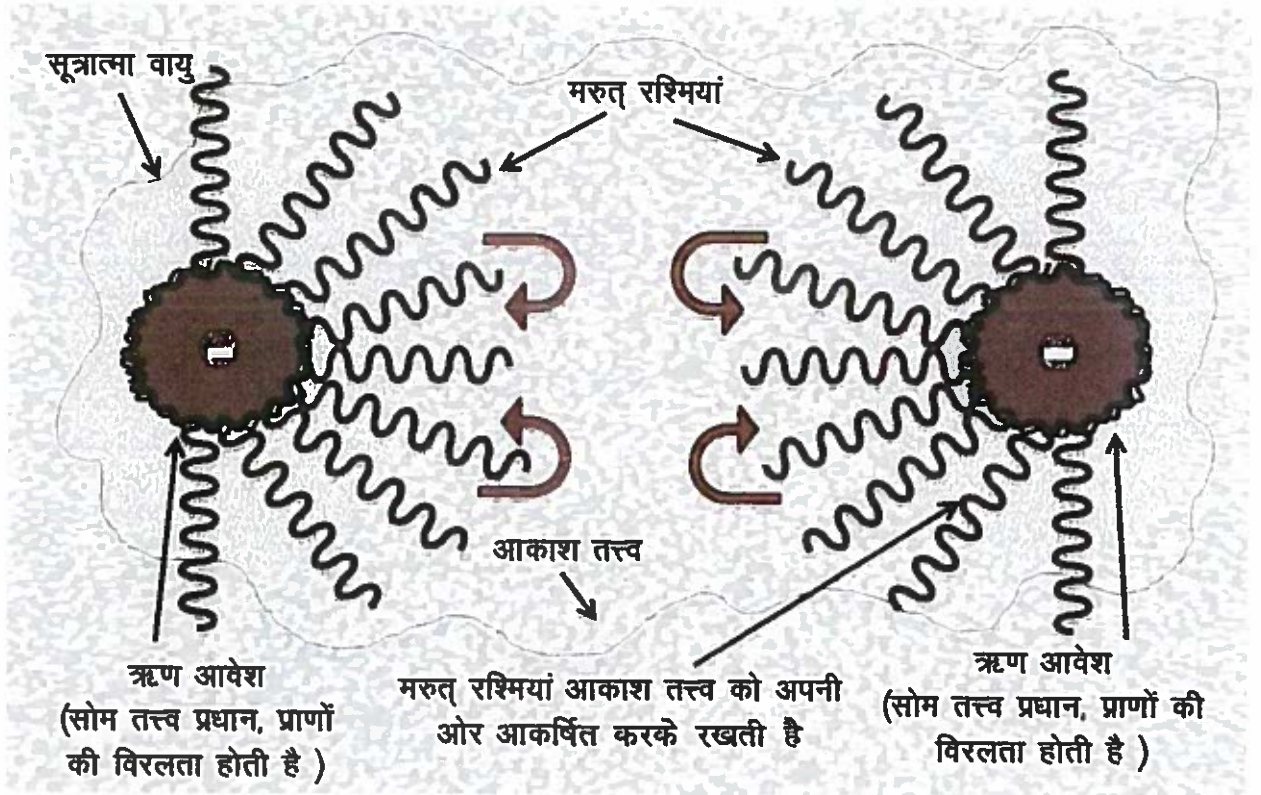 सूत्रात्मा वायु
मरुत् रश्मियां
आकाश तत्त्व
ऋण आवेश
(सोम तत्त्व प्रधान, प्राणों
की विरलता होती है )
मरुत् रश्मियां आकाश तत्त्व को अपनी
ओर आकर्षित करके रखती है
ऋण आवेश
(सोम तत्त्व प्रधान, प्राणों की
विरलता होती है )